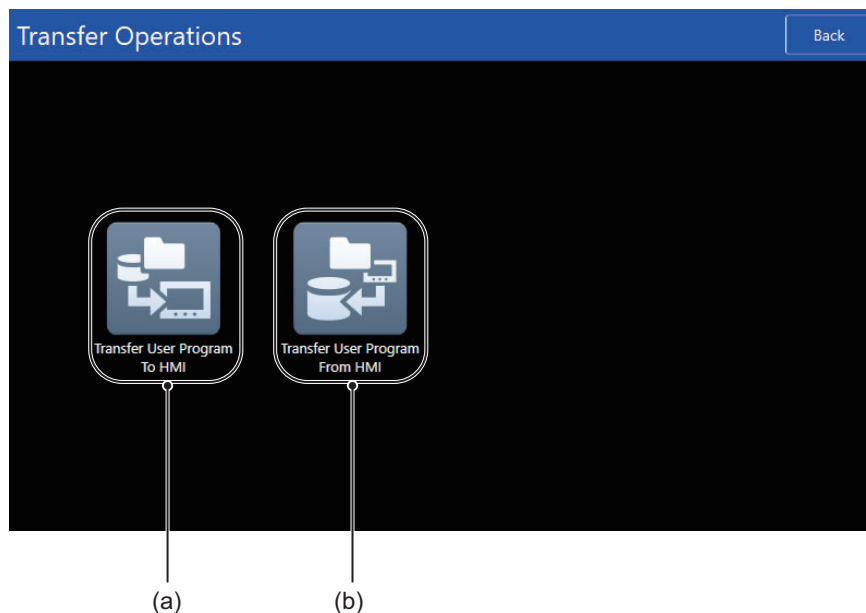 Transfer Operations
Back
Transfer User Program
To HMI
Transfer User Program
From HMI
(a)
(b)